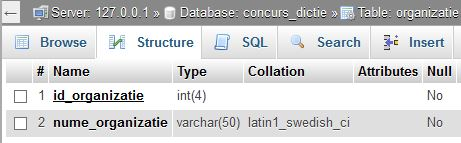 ← Server: 127.0.0.1 » Database: concurs_dictie » Table: organizatie
Browse Structure SQL Search Insert
# Name Type Collation Attributes Null
1 id_organizatie int(4) No
2 nume_organizatie varchar(50) latin1_swedish_ci No